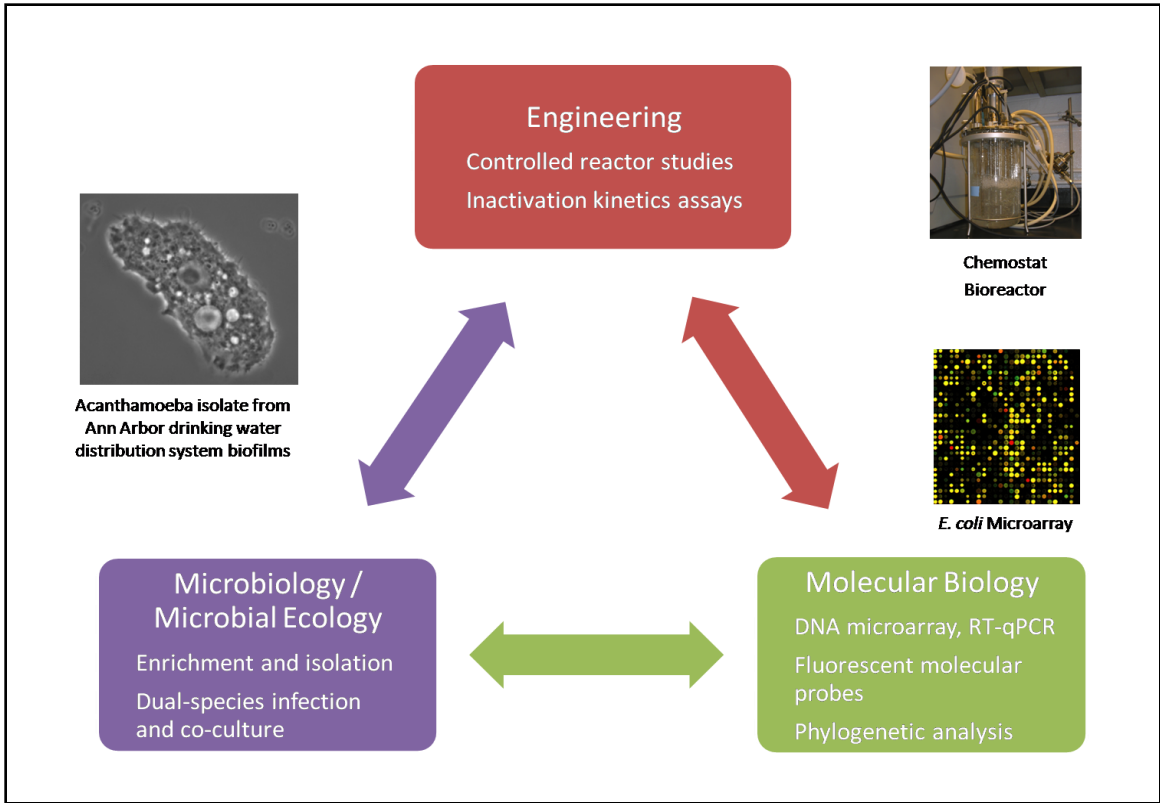 Engineering
Controlled reactor studies
Inactivation kinetics assays
Chemostat
Bioreactor
Acanthamoeba isolate from
Ann Arbor drinking water
distribution system biofilms
E. coli Microarray
Microbiology /
Microbial Ecology
Enrichment and isolation
Dual-species infection
and co-culture
Molecular Biology
DNA microarray, RT-qPCR
Fluorescent molecular
probes
Phylogenetic analysis